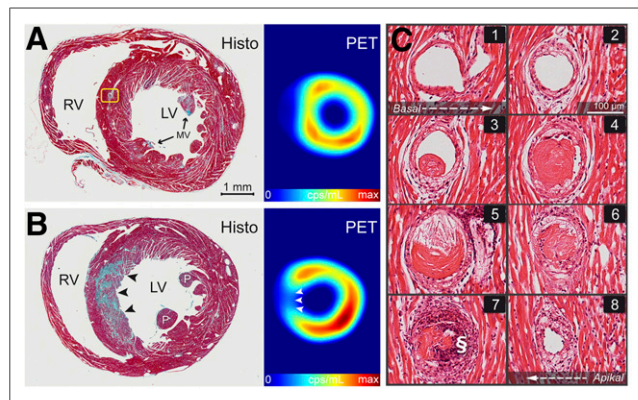 A
Histo
RV
LV
MV
1 mm
PET
0 cps/mL max
B
Histo
RV
LV
P
P
PET
0 cps/mL max
C
1
Basal
2
100 µm
3
4
5
6
7
§
8
Apikal